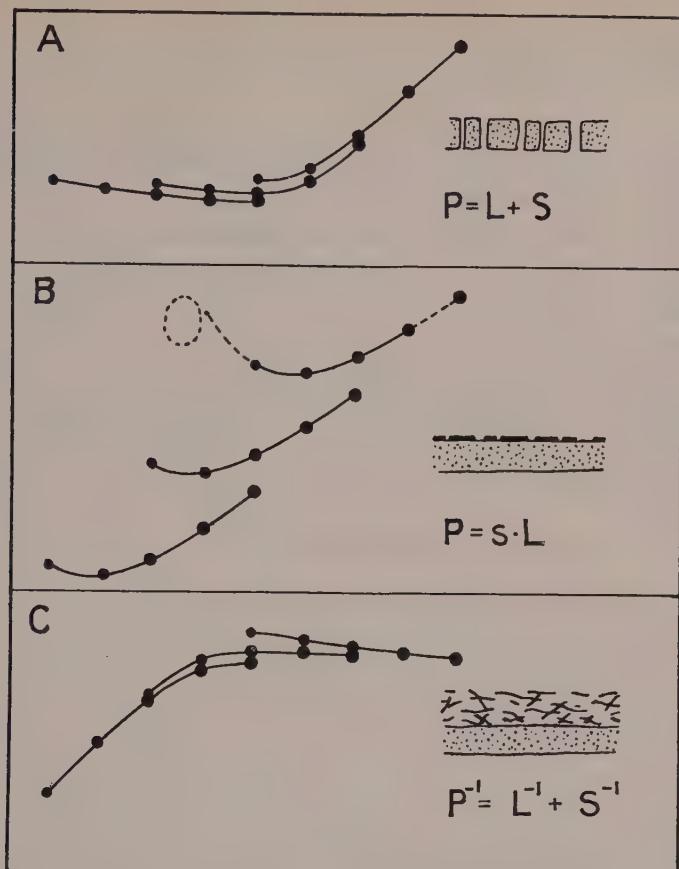 A
P = L + S
B
P = s · L
C
P⁻¹ = L⁻¹ + S⁻¹